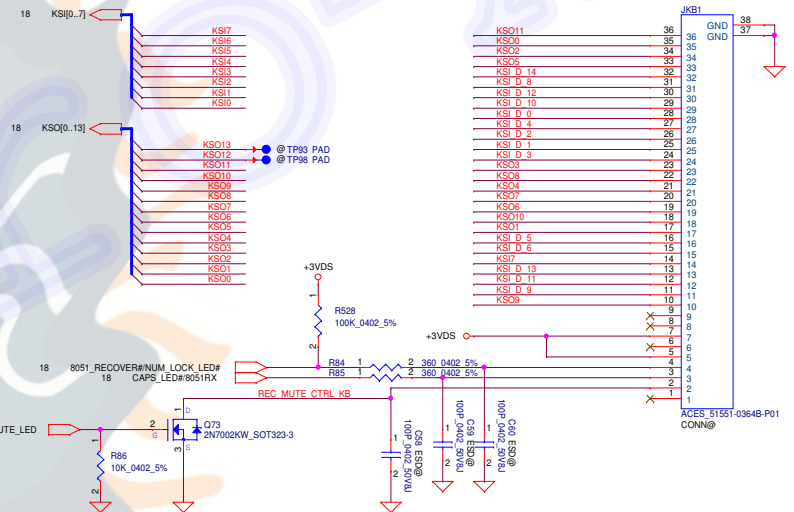 18 KSI[0..7]
KSI7
KSI6
KSI5
KSI4
KSI3
KSI2
KSI1
KSI0
18 KSO[0..13]
KSO13 @ TP93 PAD
KSO12 @ TP98 PAD
KSO11
KSO10
KSO9
KSO8
KSO7
KSO6
KSO5
KSO4
KSO3
KSO2
KSO1
KSO0
JKB1
GND 38
GND 37
KSO11 36 36
KSO0 35 35
KSO2 34 34
KSO5 33 33
KSI_D_14 32 32
KSI_D_8 31 31
KSI_D_12 30 30
KSI_D_10 29 29
KSI_D_0 28 28
KSI_D_4 27 27
KSI_D_2 26 26
KSI_D_1 25 25
KSI_D_3 24 24
KSO3 23 23
KSO8 22 22
KSO4 21 21
KSO7 20 20
KSO6 19 19
KSO10 18 18
KSO1 17 17
KSI_D_5 16 16
KSI_D_6 15 15
KSI7 14 14
KSI_D_13 13 13
KSI_D_11 12 12
KSI_D_9 11 11
KSO9 10 10
9 9
8 8
7 7
6 6
5 5
4 4
3 3
2 2
1 1
ACES_51551-0364B-P01
CONN@
+3VDS
+3VDS
1
R528
100K_0402_5%
2
18 8051_RECOVER#/NUM_LOCK_LED# R84 1 2 360_0402_5%
18 CAPS_LED#/8051RX R85 1 2 360_0402_5%
REC_MUTE_CTRL_KB
UTE_LED
1 D
2 G
3 S
Q73
2N7002KW_SOT323-3
1
R86
10K_0402_5%
2
1
2
C58 ESD@
100P_0402_50V8J
1
2
C59 ESD@
100P_0402_50V8J
1
2
C60 ESD@
100P_0402_50V8J